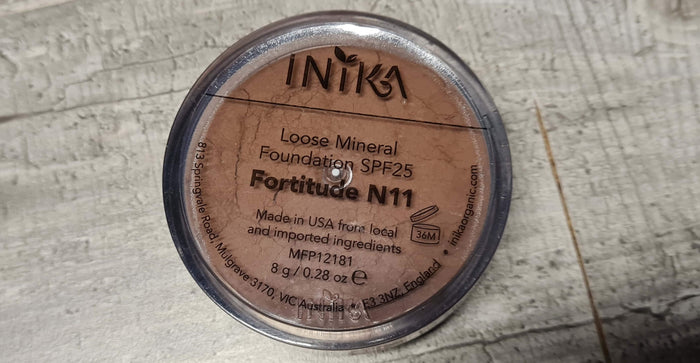 INIKA
Loose Mineral
Foundation SPF25
Fortitude N11
Made in USA from local
and imported ingredients
MFP12181
8 g / 0.28 oz ℮
36M
813 Springvale Road, Mulgrave 3170, VIC Australia • E3 3NZ, England • inikaorganic.com
INIKA